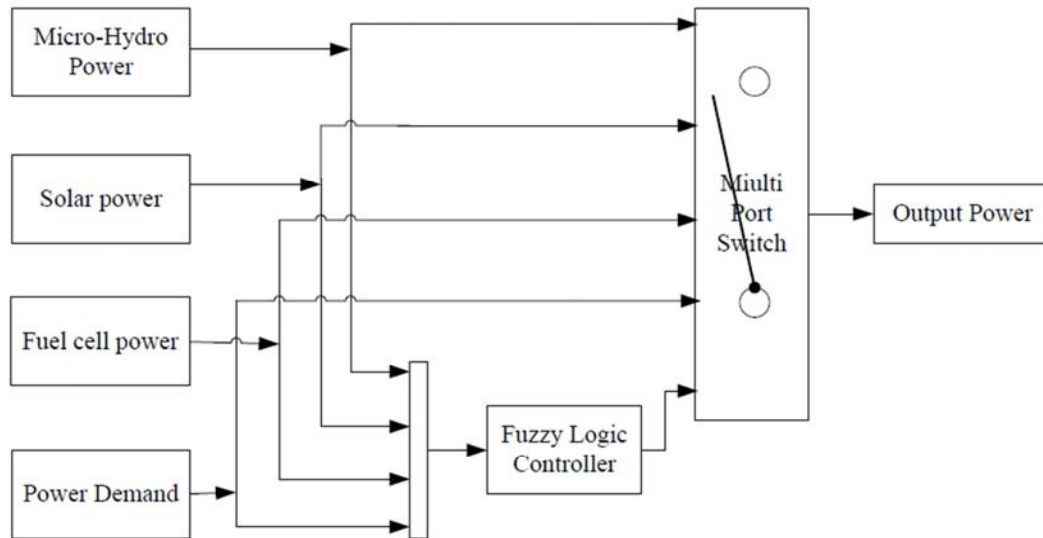 Micro-Hydro
Power
Solar power
Fuel cell power
Power Demand
Fuzzy Logic
Controller
Miulti
Port
Switch
Output Power